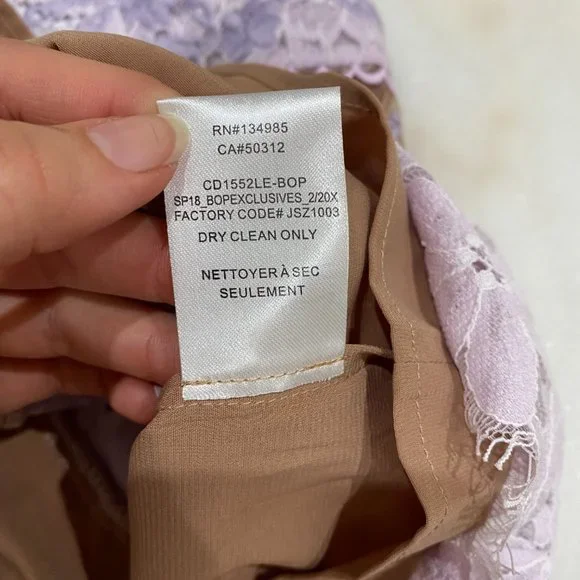 RN#134985
CA#50312
CD1552LE-BOP
SP18_BOPEXCLUSIVES_2/20X
FACTORY CODE# JSZ1003
DRY CLEAN ONLY
NETTOYER À SEC
SEULEMENT